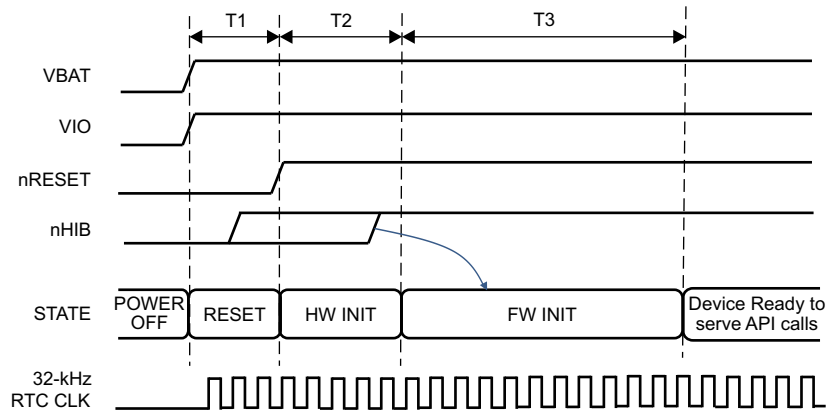 T1 T2 T3
VBAT
VIO
nRESET
nHIB
STATE
POWER
OFF
RESET
HW INIT
FW INIT
Device Ready to
serve API calls
32-kHz
RTC CLK